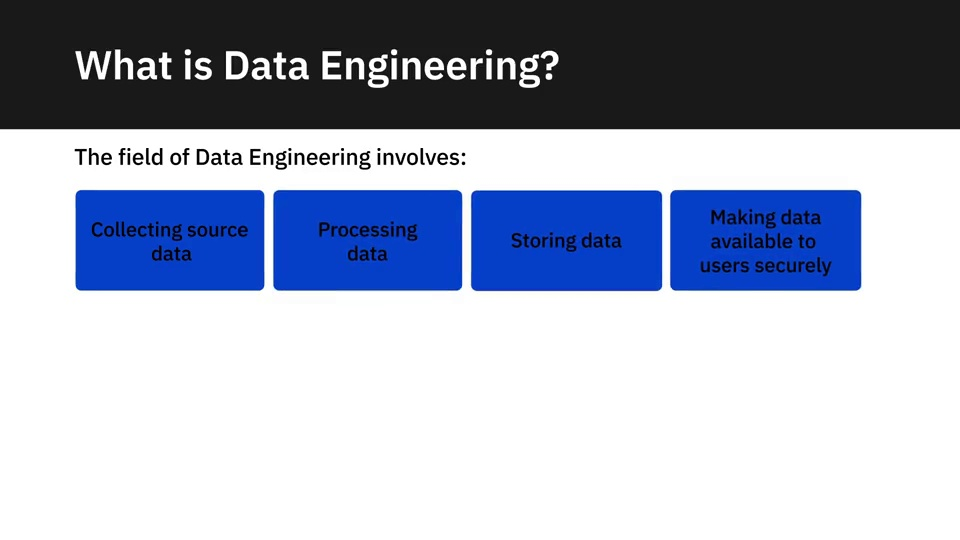 What is Data Engineering?
The field of Data Engineering involves:
Collecting source
data
Processing
data
Storing data
Making data
available to
users securely